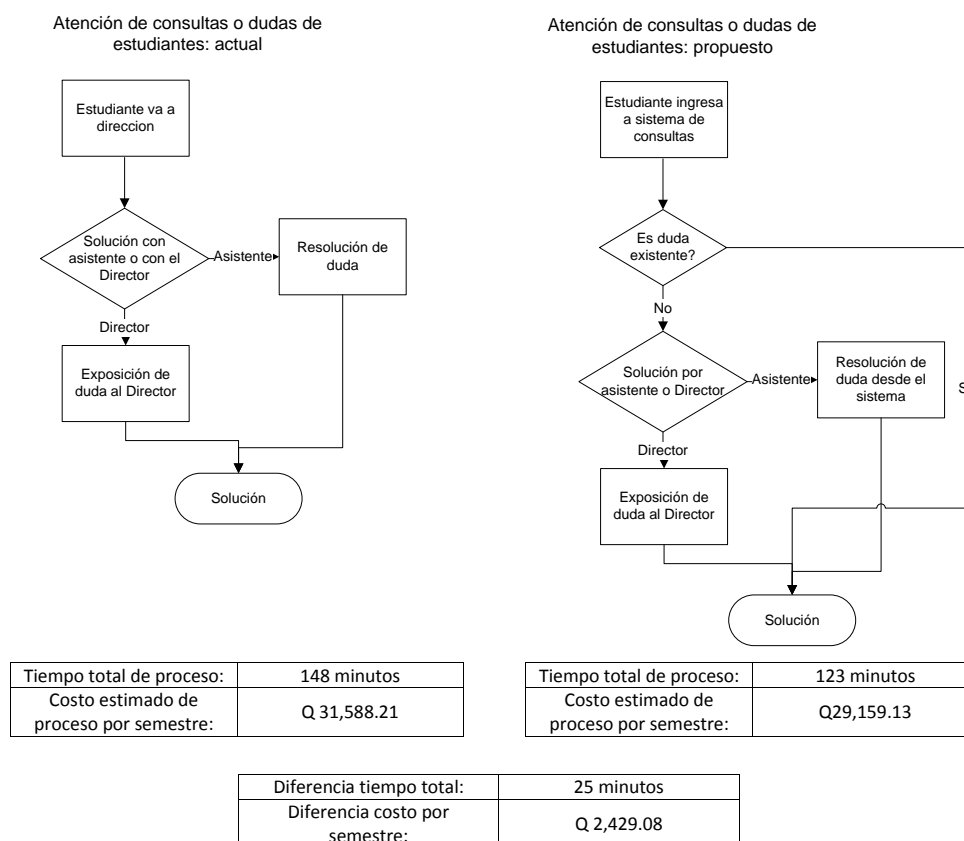 Atención de consultas o dudas de
estudiantes: actual
Estudiante va a
direccion
Solución con
asistente o con el
Director
Asistente
Resolución de
duda
Director
Exposición de
duda al Director
Solución
Atención de consultas o dudas de
estudiantes: propuesto
Estudiante ingresa
a sistema de
consultas
Es duda
existente?
No
Solución por
asistente o Director
Asistente
Resolución de
duda desde el
sistema
Director
Exposición de
duda al Director
Solución
Tiempo total de proceso:
148 minutos
Costo estimado de
proceso por semestre:
Q 31,588.21
Tiempo total de proceso:
123 minutos
Costo estimado de
proceso por semestre:
Q29,159.13
Diferencia tiempo total:
25 minutos
Diferencia costo por
semestre:
Q 2,429.08